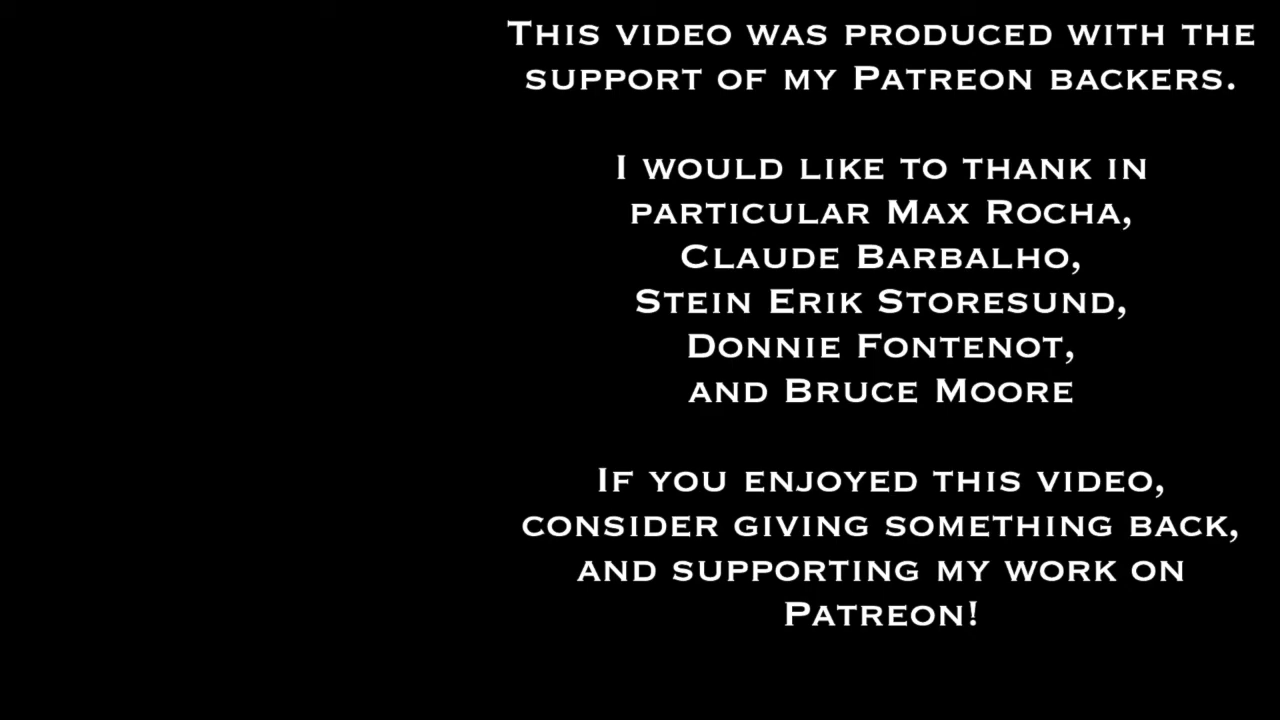 This video was produced with the
support of my Patreon backers.
I would like to thank in
particular Max Rocha,
Claude Barbalho,
Stein Erik Storesund,
Donnie Fontenot,
and Bruce Moore
If you enjoyed this video,
consider giving something back,
and supporting my work on
Patreon!